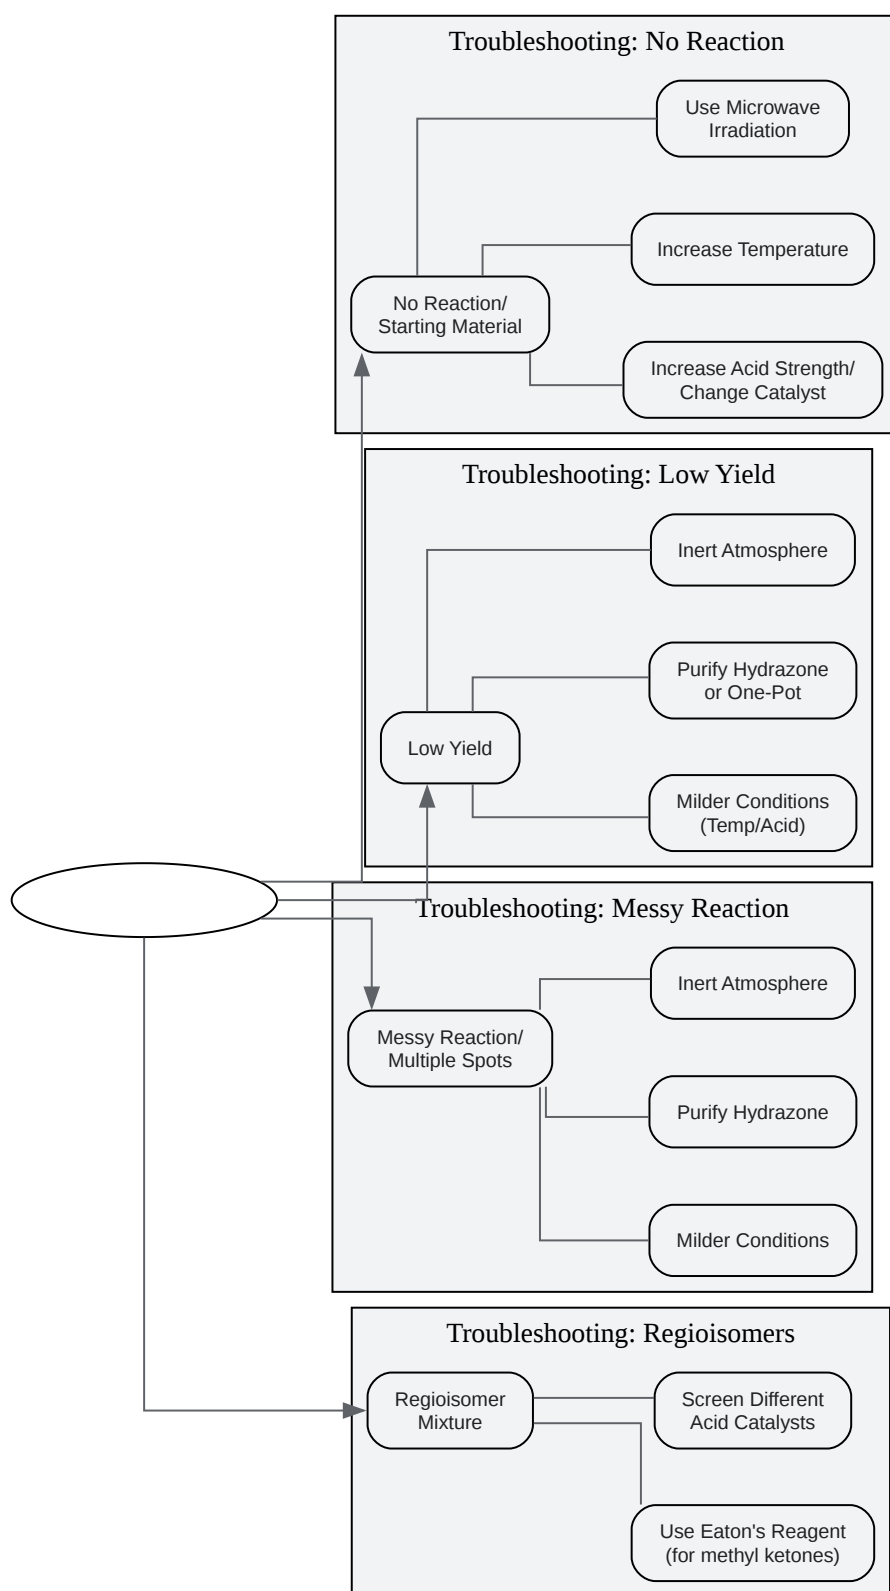 Troubleshooting: No Reaction
Use Microwave
Irradiation
Increase Temperature
No Reaction/
Starting Material
Increase Acid Strength/
Change Catalyst
Troubleshooting: Low Yield
Inert Atmosphere
Purify Hydrazone
or One-Pot
Low Yield
Milder Conditions
(Temp/Acid)
Troubleshooting: Messy Reaction
Inert Atmosphere
Messy Reaction/
Multiple Spots
Purify Hydrazone
Milder Conditions
Troubleshooting: Regioisomers
Regioisomer
Mixture
Screen Different
Acid Catalysts
Use Eaton's Reagent
(for methyl ketones)